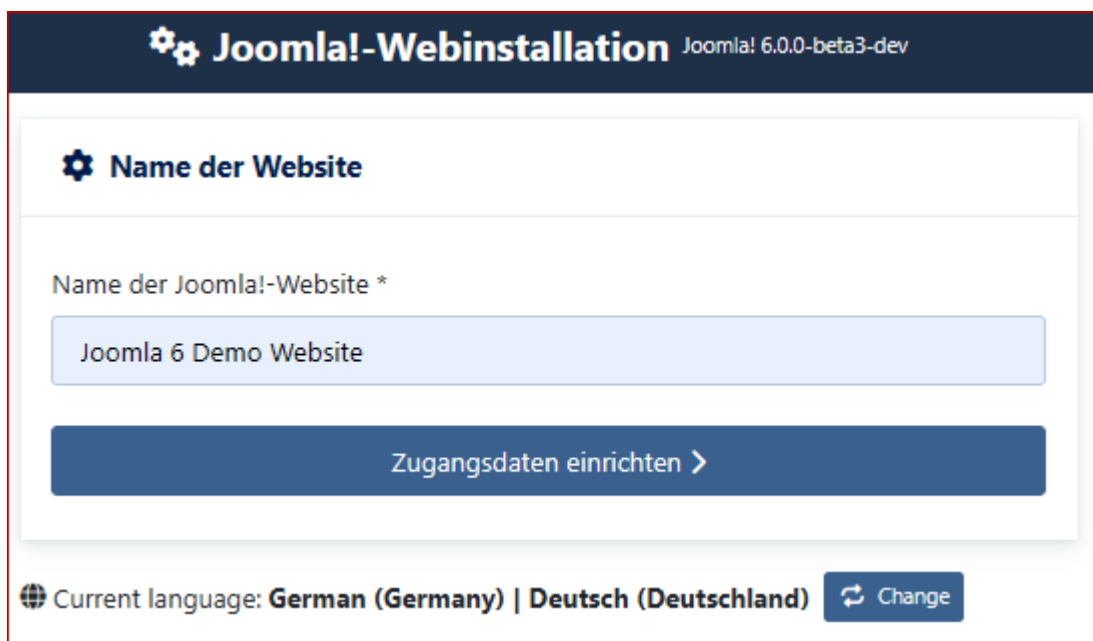 Joomla!-Webinstallation Joomla! 6.0.0-beta3-dev
Name der Website
Name der Joomla!-Website *
Joomla 6 Demo Website
Zugangsdaten einrichten
Current language: German (Germany) | Deutsch (Deutschland) Change